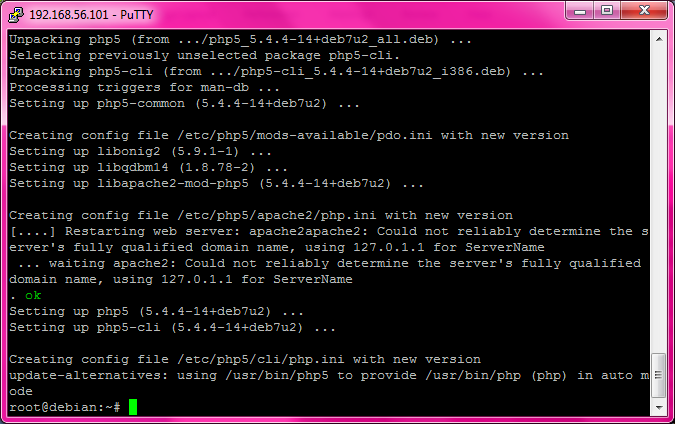 192.168.56.101 - PuTTY
Unpacking php5 (from .../php5_5.4.4-14+deb7u2_all.deb) ...
Selecting previously unselected package php5-cli.
Unpacking php5-cli (from .../php5-cli_5.4.4-14+deb7u2_i386.deb) ...
Processing triggers for man-db ...
Setting up php5-common (5.4.4-14+deb7u2) ...
Creating config file /etc/php5/mods-available/pdo.ini with new version
Setting up libonig2 (5.9.1-1) ...
Setting up libqdbm14 (1.8.78-2) ...
Setting up libapache2-mod-php5 (5.4.4-14+deb7u2) ...
Creating config file /etc/php5/apache2/php.ini with new version
[....] Restarting web server: apache2apache2: Could not reliably determine the s
erver's fully qualified domain name, using 127.0.1.1 for ServerName
 ... waiting apache2: Could not reliably determine the server's fully qualified
domain name, using 127.0.1.1 for ServerName
. ok
Setting up php5 (5.4.4-14+deb7u2) ...
Setting up php5-cli (5.4.4-14+deb7u2) ...
Creating config file /etc/php5/cli/php.ini with new version
update-alternatives: using /usr/bin/php5 to provide /usr/bin/php (php) in auto m
ode
root@debian:~#